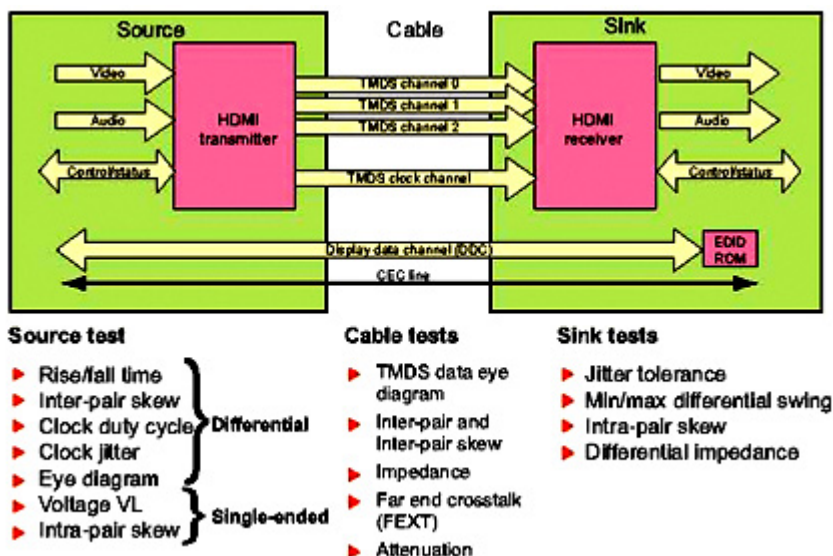 Source
Cable
Sink
Video
Audio
Control/status
HDMI
transmitter
TMDS channel 0
TMDS channel 1
TMDS channel 2
TMDS clock channel
HDMI
receiver
Video
Audio
Control/status
Display data channel (DDC)
EDID
ROM
CEC line
Source test
Rise/fall time
Inter-pair skew
Clock duty cycle
Clock jitter
Eye diagram
Differential
Voltage VL
Intra-pair skew
Single-ended
Cable tests
TMDS data eye
diagram
Inter-pair and
Inter-pair skew
Impedance
Far end crosstalk
(FEXT)
Attenuation
Sink tests
Jitter tolerance
Min/max differential swing
Intra-pair skew
Differential impedance